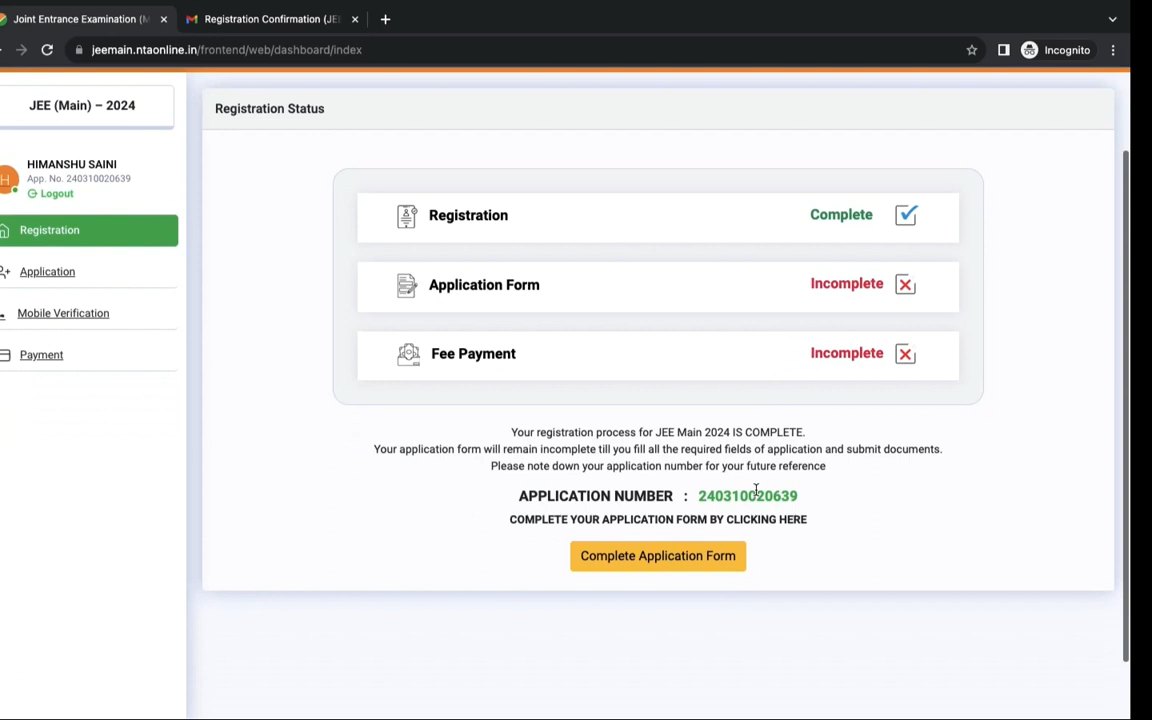 Joint Entrance Examination (M
Registration Confirmation (JEE
jeemain.ntaonline.in/frontend/web/dashboard/index
Incognito
JEE (Main) – 2024
Registration Status
H
HIMANSHU SAINI
App. No. 240310020639
Logout
Registration
Application
Mobile Verification
Payment
Registration
Complete
Application Form
Incomplete
Fee Payment
Incomplete
Your registration process for JEE Main 2024 IS COMPLETE.
Your application form will remain incomplete till you fill all the required fields of application and submit documents.
Please note down your application number for your future reference
APPLICATION NUMBER : 240310020639
COMPLETE YOUR APPLICATION FORM BY CLICKING HERE
Complete Application Form